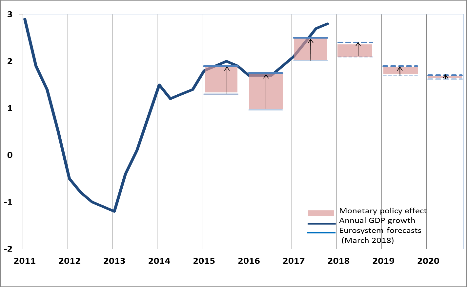 3
2
1
0
-1
-2
Monetary policy effect
Annual GDP growth
Eurosystem forecasts
(March 2018)
2011 2012 2013 2014 2015 2016 2017 2018 2019 2020